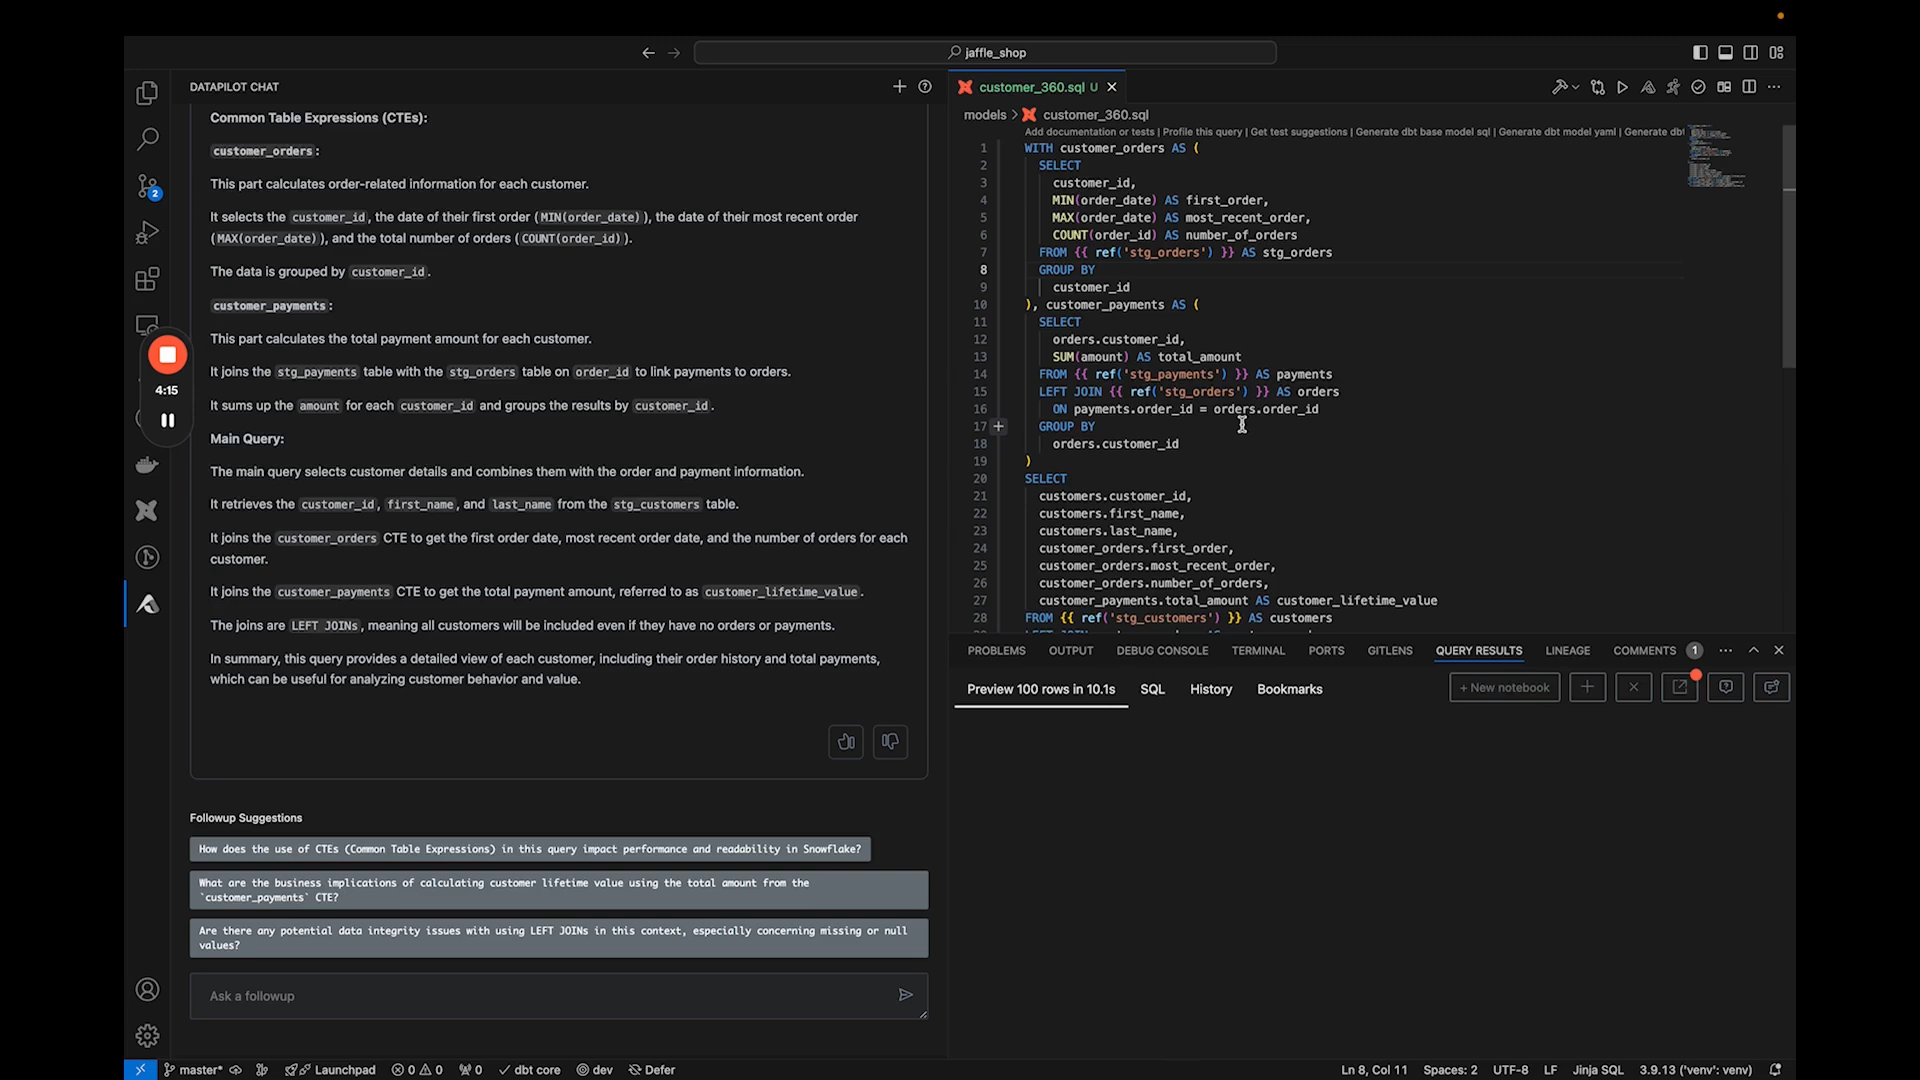 jaffle_shop
DATAPILOT CHAT
Common Table Expressions (CTEs):
customer_orders:
This part calculates order-related information for each customer.
It selects the customer_id, the date of their first order (MIN(order_date)), the date of their most recent order
(MAX(order_date)), and the total number of orders (COUNT(order_id)).
The data is grouped by customer_id.
customer_payments:
This part calculates the total payment amount for each customer.
It joins the stg_payments table with the stg_orders table on order_id to link payments to orders.
It sums up the amount for each customer_id and groups the results by customer_id.
Main Query:
The main query selects customer details and combines them with the order and payment information.
It retrieves the customer_id, first_name, and last_name from the stg_customers table.
It joins the customer_orders CTE to get the first order date, most recent order date, and the number of orders for each
customer.
It joins the customer_payments CTE to get the total payment amount, referred to as customer_lifetime_value.
The joins are LEFT JOINs, meaning all customers will be included even if they have no orders or payments.
In summary, this query provides a detailed view of each customer, including their order history and total payments,
which can be useful for analyzing customer behavior and value.
Followup Suggestions
How does the use of CTEs (Common Table Expressions) in this query impact performance and readability in Snowflake?
What are the business implications of calculating customer lifetime value using the total amount from the
`customer_payments` CTE?
Are there any potential data integrity issues with using LEFT JOINs in this context, especially concerning missing or null
values?
Ask a followup
2
4:15
customer_360.sql U
models > customer_360.sql
Add documentation or tests | Profile this query | Get test suggestions | Generate dbt base model sql | Generate dbt model yaml | Generate dbt
1 WITH customer_orders AS (
2 SELECT
3 customer_id,
4 MIN(order_date) AS first_order,
5 MAX(order_date) AS most_recent_order,
6 COUNT(order_id) AS number_of_orders
7 FROM {{ ref('stg_orders') }} AS stg_orders
8 GROUP BY
9 customer_id
10 ), customer_payments AS (
11 SELECT
12 orders.customer_id,
13 SUM(amount) AS total_amount
14 FROM {{ ref('stg_payments') }} AS payments
15 LEFT JOIN {{ ref('stg_orders') }} AS orders
16 ON payments.order_id = orders.order_id
17 GROUP BY
18 orders.customer_id
19 )
20 SELECT
21 customers.customer_id,
22 customers.first_name,
23 customers.last_name,
24 customer_orders.first_order,
25 customer_orders.most_recent_order,
26 customer_orders.number_of_orders,
27 customer_payments.total_amount AS customer_lifetime_value
28 FROM {{ ref('stg_customers') }} AS customers
PROBLEMS OUTPUT DEBUG CONSOLE TERMINAL PORTS GITLENS QUERY RESULTS LINEAGE COMMENTS 1
Preview 100 rows in 10.1s SQL History Bookmarks + New notebook
master* Launchpad 0 0 0 dbt core dev Defer
Ln 8, Col 11 Spaces: 2 UTF-8 LF Jinja SQL 3.9.13 ('venv': venv)